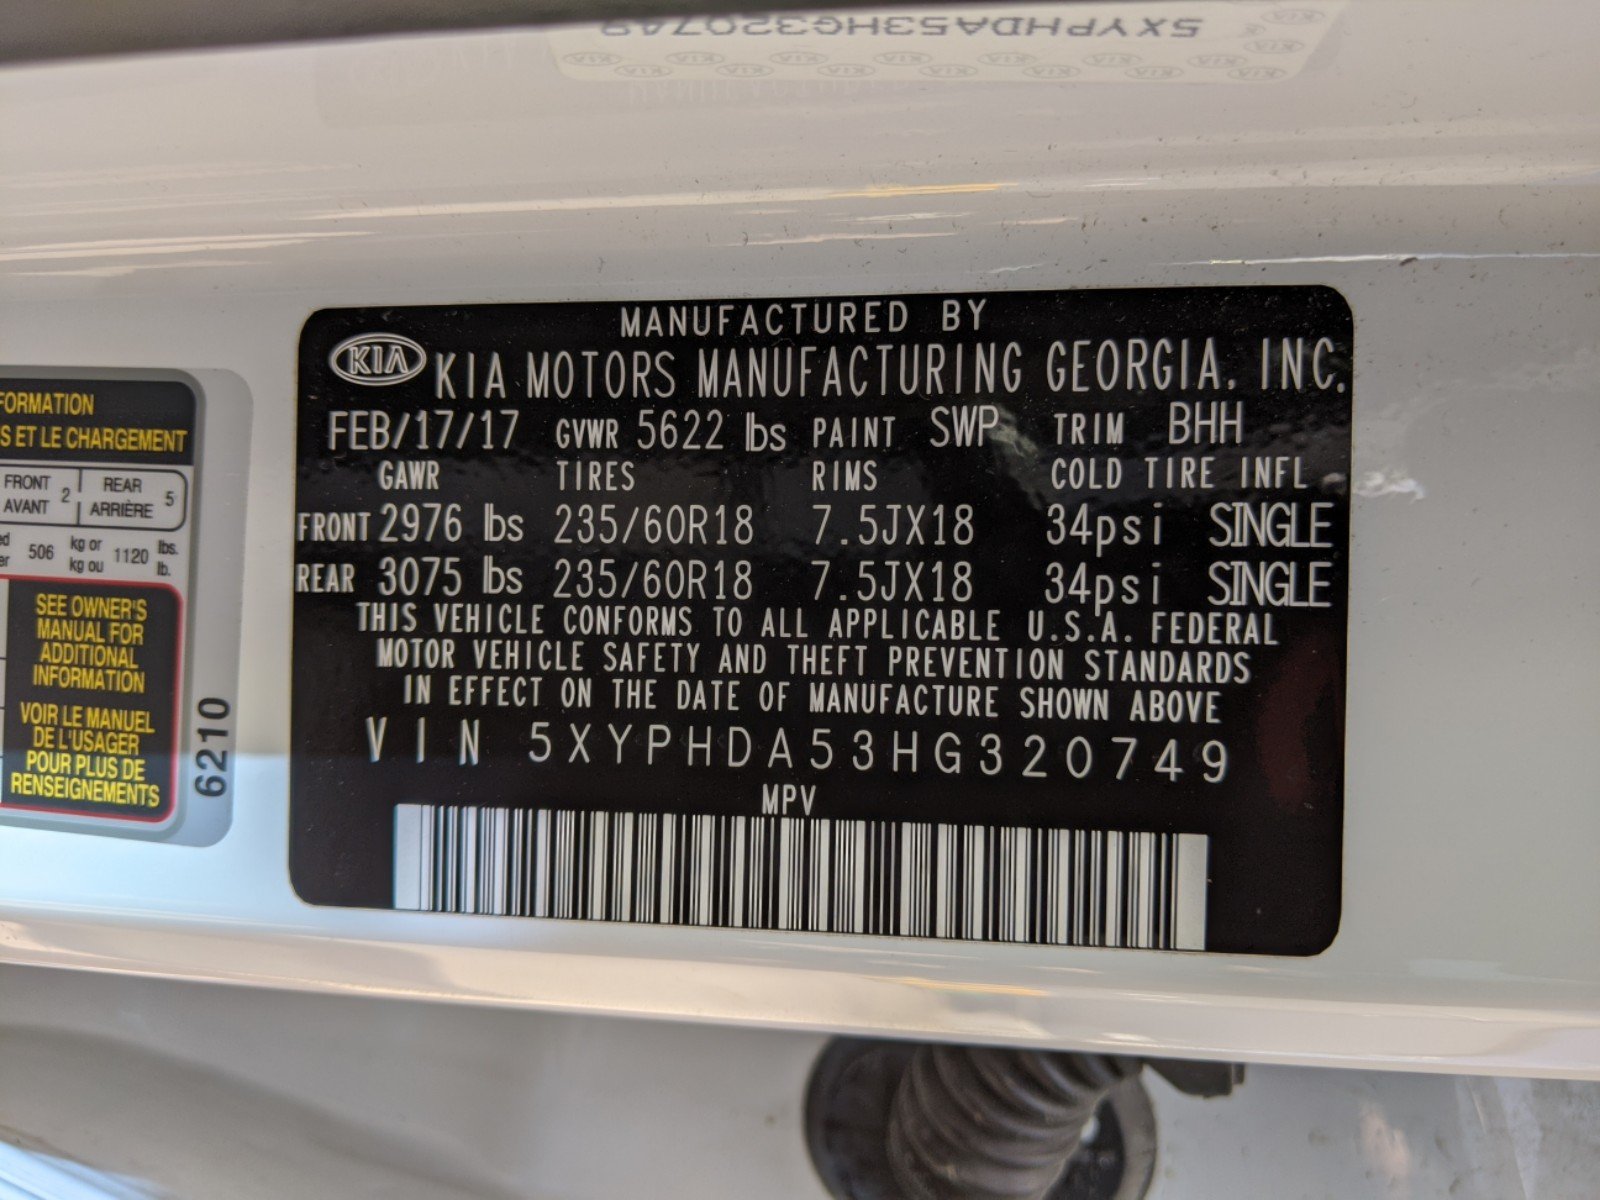 5XYPHDA53HG320749
MANUFACTURED BY
KIA KIA MOTORS MANUFACTURING GEORGIA, INC.
FEB/17/17 GVWR 5622 lbs PAINT SWP TRIM BHH
GAWR TIRES RIMS COLD TIRE INFL
FRONT 2976 lbs 235/60R18 7.5JX18 34psi SINGLE
REAR 3075 lbs 235/60R18 7.5JX18 34psi SINGLE
THIS VEHICLE CONFORMS TO ALL APPLICABLE U.S.A. FEDERAL
MOTOR VEHICLE SAFETY AND THEFT PREVENTION STANDARDS
IN EFFECT ON THE DATE OF MANUFACTURE SHOWN ABOVE
VIN 5XYPHDA53HG320749
MPV
ET LE CHARGEMENT
FRONT 2 REAR 5
AVANT ARRIÈRE
506 kg or 1120 lbs.
kg ou lb.
SEE OWNER'S
MANUAL FOR
ADDITIONAL
INFORMATION
VOIR LE MANUEL
DE L'USAGER
POUR PLUS DE
RENSEIGNEMENTS
6210